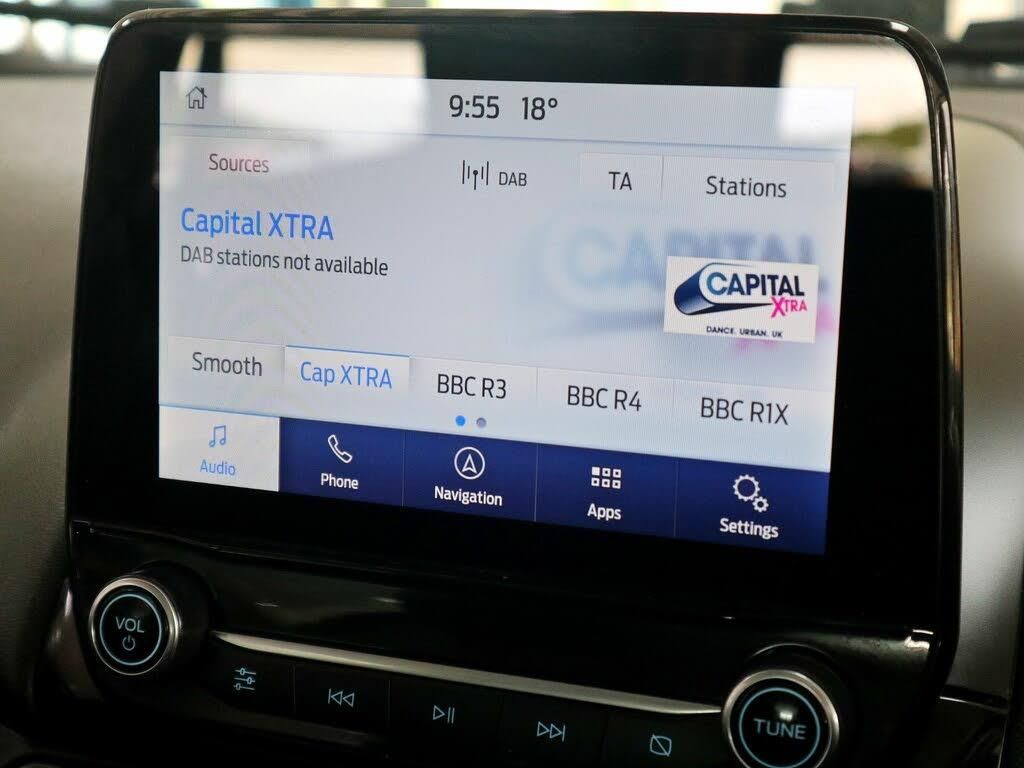 9:55 18°
Sources
DAB
TA
Stations
Capital XTRA
DAB stations not available
CAPITAL
CAPITAL
XTRA
DANCE. URBAN. UK
Smooth
Cap XTRA
BBC R3
BBC R4
BBC R1X
Audio
Phone
Navigation
Apps
Settings
VOL
TUNE